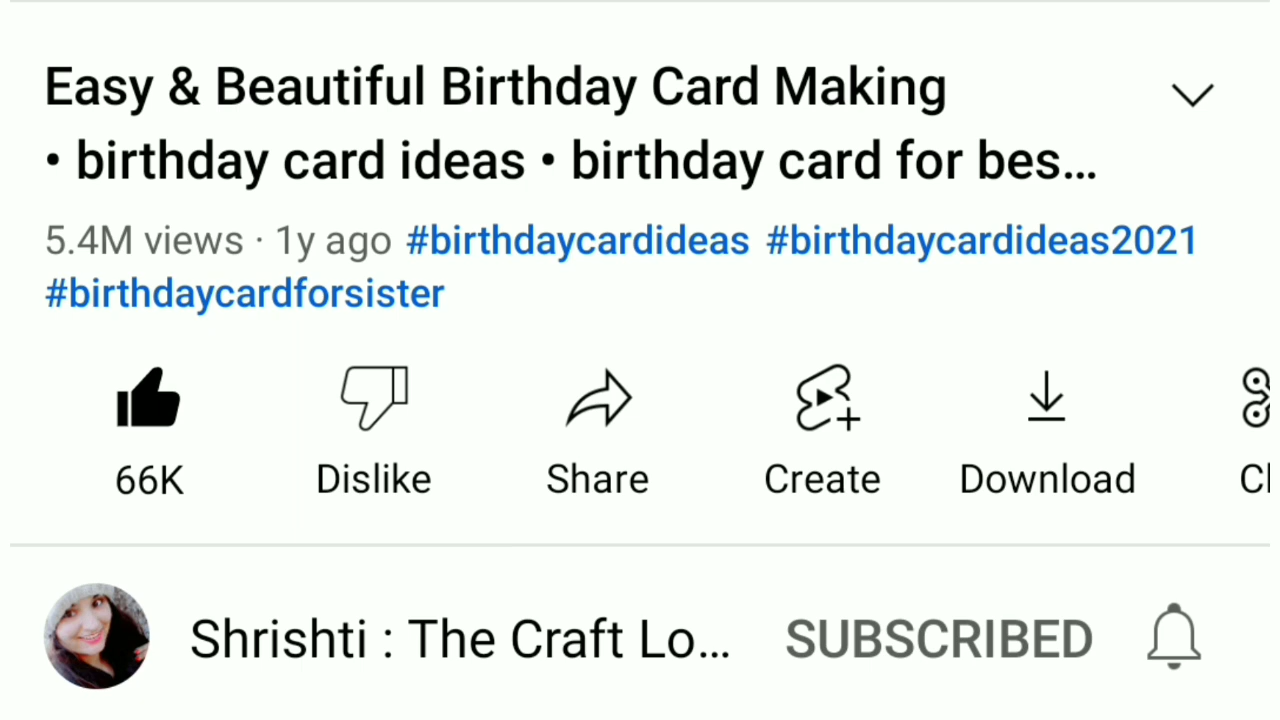 Easy & Beautiful Birthday Card Making
• birthday card ideas • birthday card for bes...
5.4M views · 1y ago #birthdaycardideas #birthdaycardideas2021
#birthdaycardforsister
66K Dislike Share Create Download Cl
Shrishti : The Craft Lo... SUBSCRIBED